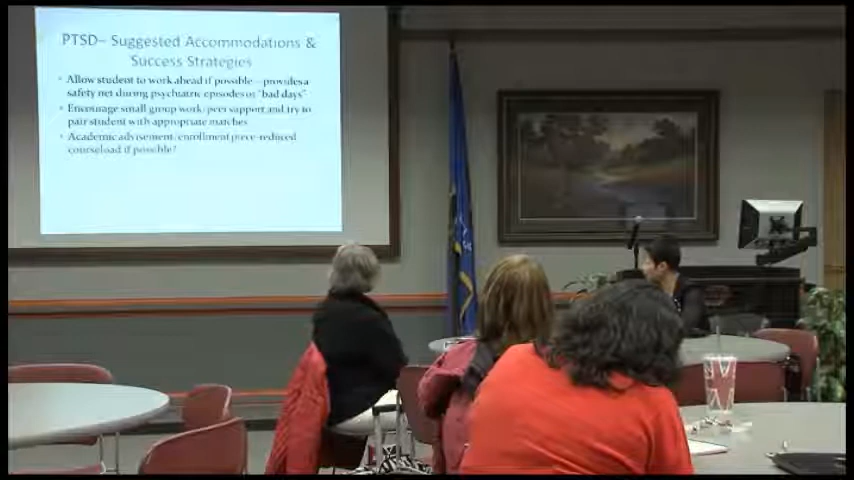 PTSD– Suggested Accommodations &
Success Strategies
Allow student to work ahead if possible – provides a
safety net during psychiatric episodes or "bad days"
Encourage small group work/peer support and try to
pair student with appropriate matches
Academic advisement/enrollment piece-reduced
courseload if possible?